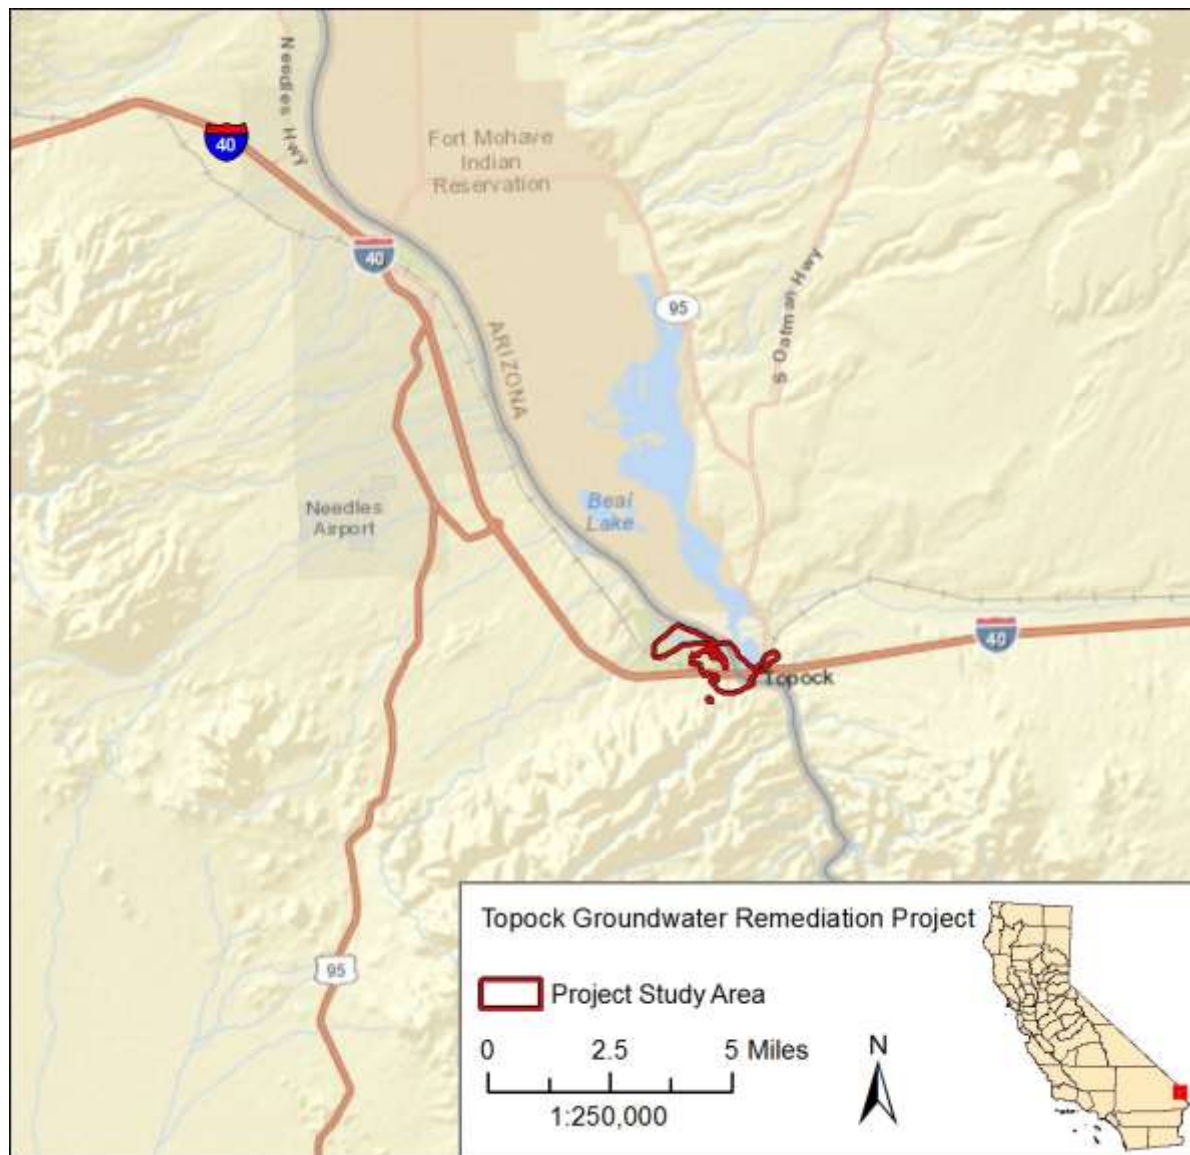 Needles Hwy
40
Fort Mohave
Indian
Reservation
40
95
S Oatman Hwy
ARIZONA
Beal
Lake
Needles
Airport
40
Topock
95
Topock Groundwater Remediation Project
Project Study Area
0 2.5 5 Miles
1:250,000
N